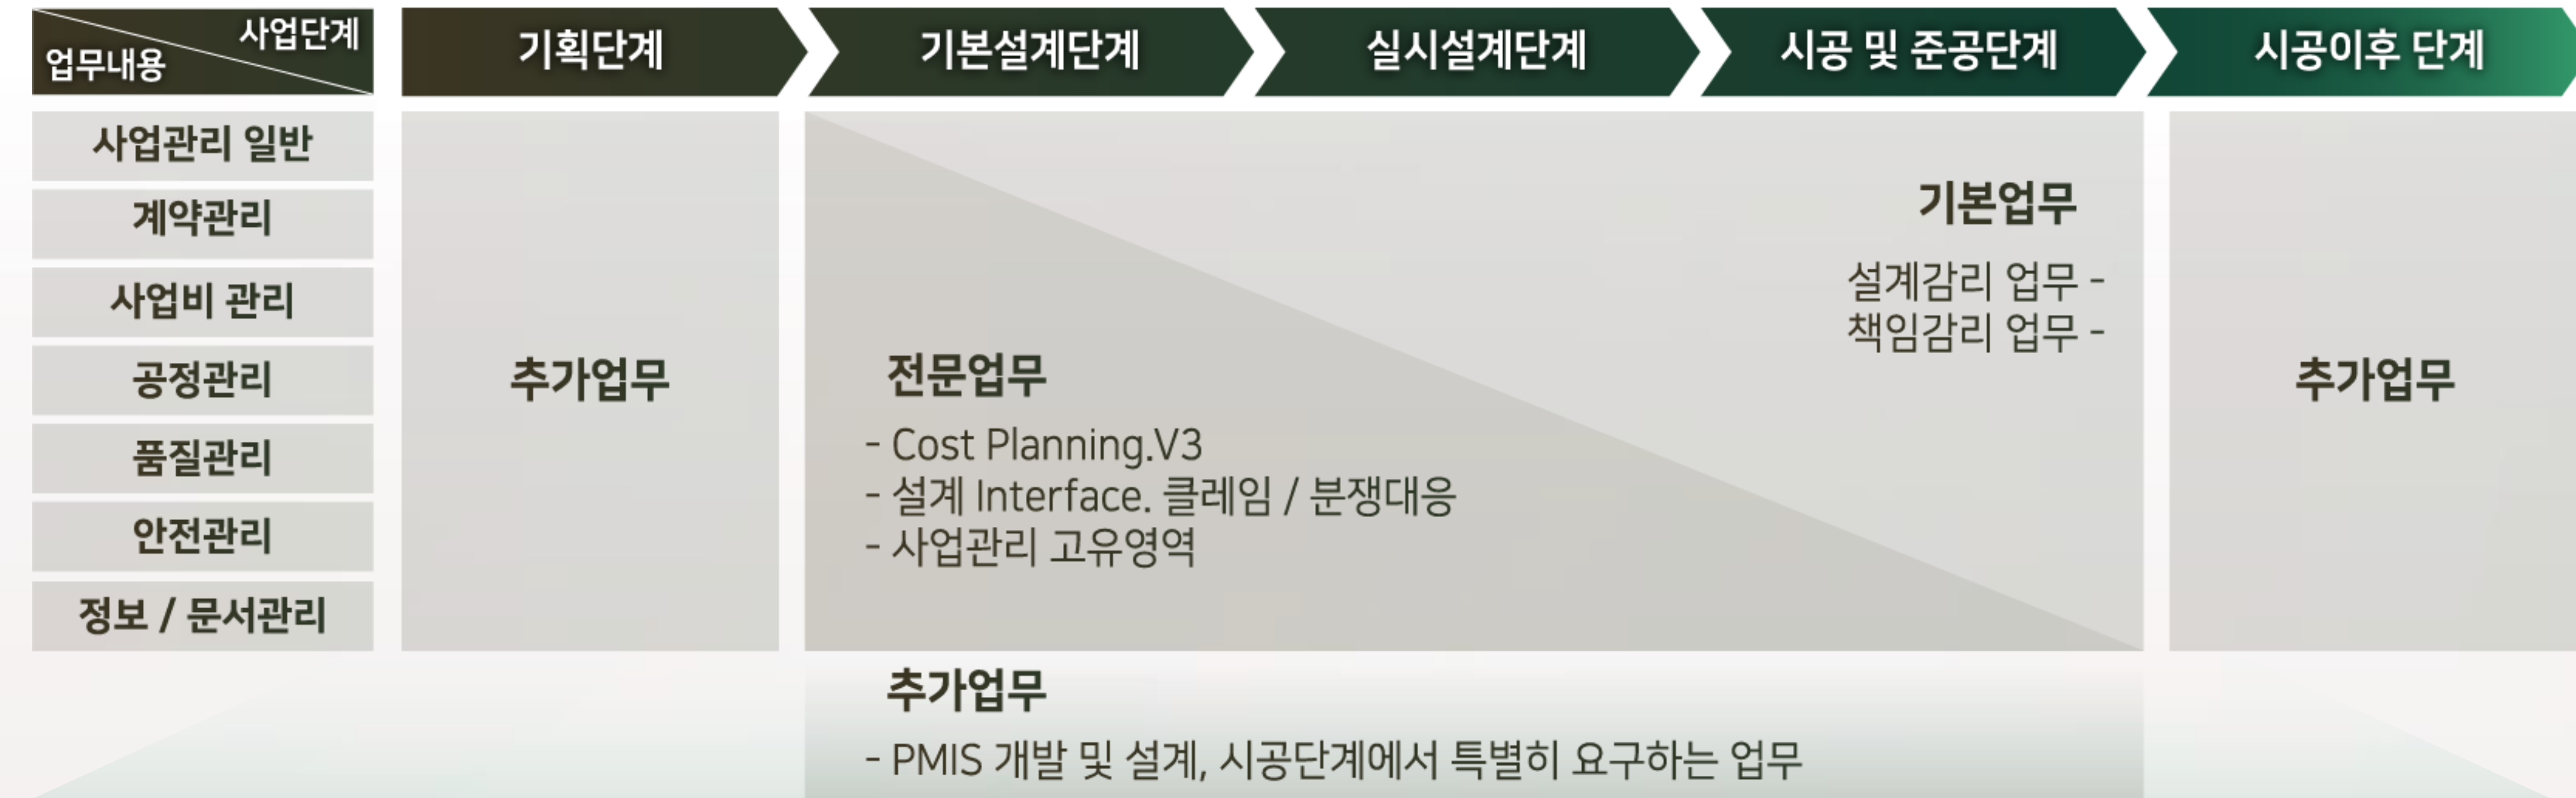 사업단계
업무내용
기획단계
기본설계단계
실시설계단계
시공 및 준공단계
시공이후 단계
사업관리 일반
계약관리
사업비 관리
공정관리
품질관리
안전관리
정보 / 문서관리
추가업무
기본업무
설계감리 업무 -
책임감리 업무 -
전문업무
- Cost Planning.V3
- 설계 Interface. 클레임 / 분쟁대응
- 사업관리 고유영역
추가업무
추가업무
- PMIS 개발 및 설계, 시공단계에서 특별히 요구하는 업무